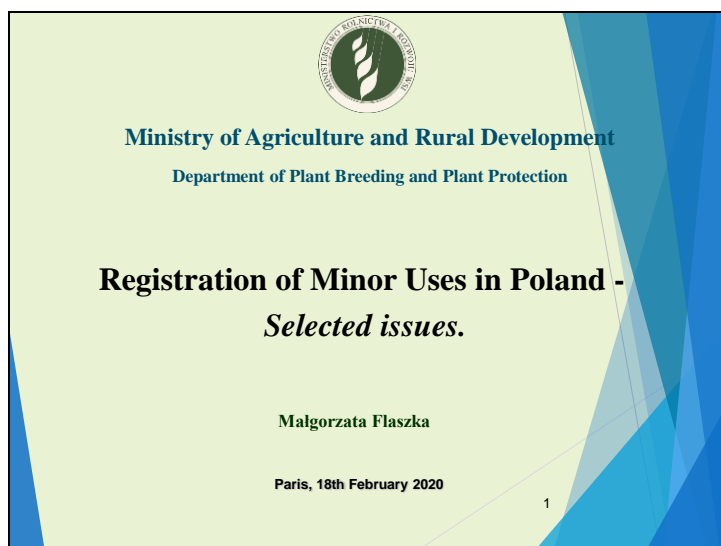 MINISTERSTWO ROLNICTWA I ROZWOJU WSI
Ministry of Agriculture and Rural Development
Department of Plant Breeding and Plant Protection
Registration of Minor Uses in Poland -
Selected issues.
Małgorzata Flaszka
Paris, 18th February 2020
1